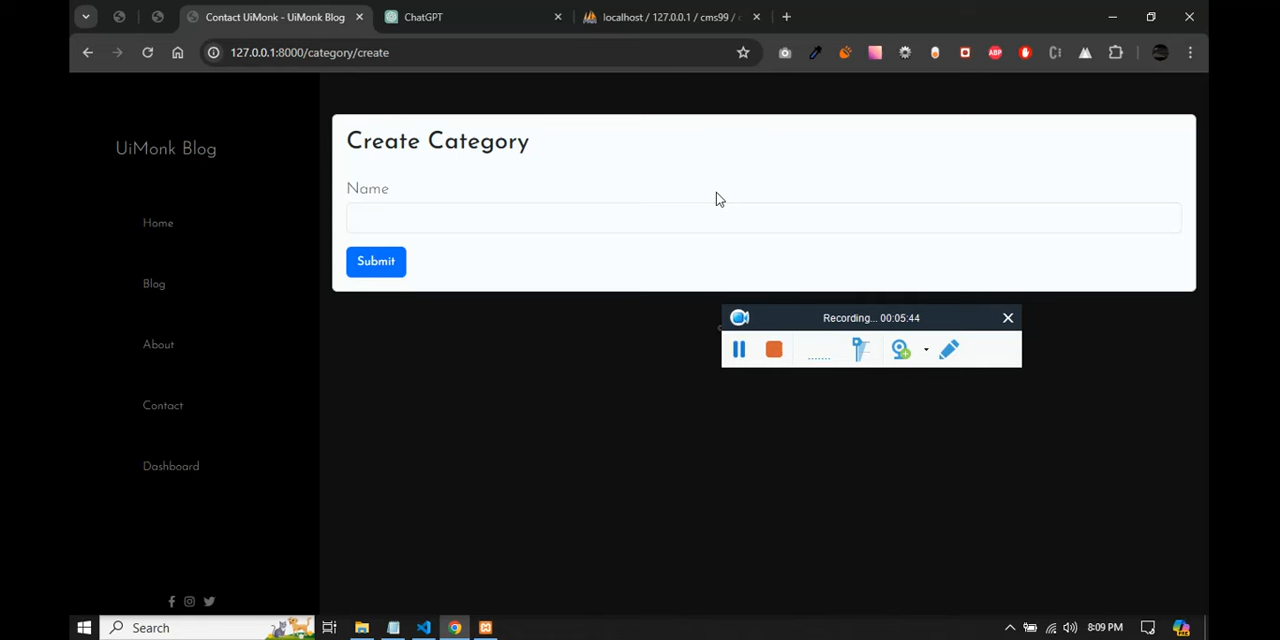 Contact UiMonk - UiMonk Blog
ChatGPT
localhost / 127.0.0.1 / cms99 /
127.0.0.1:8000/category/create
ABP
UiMonk Blog
Home
Blog
About
Contact
Dashboard
Create Category
Name
Submit
Recording... 00:05:44
Search
8:09 PM